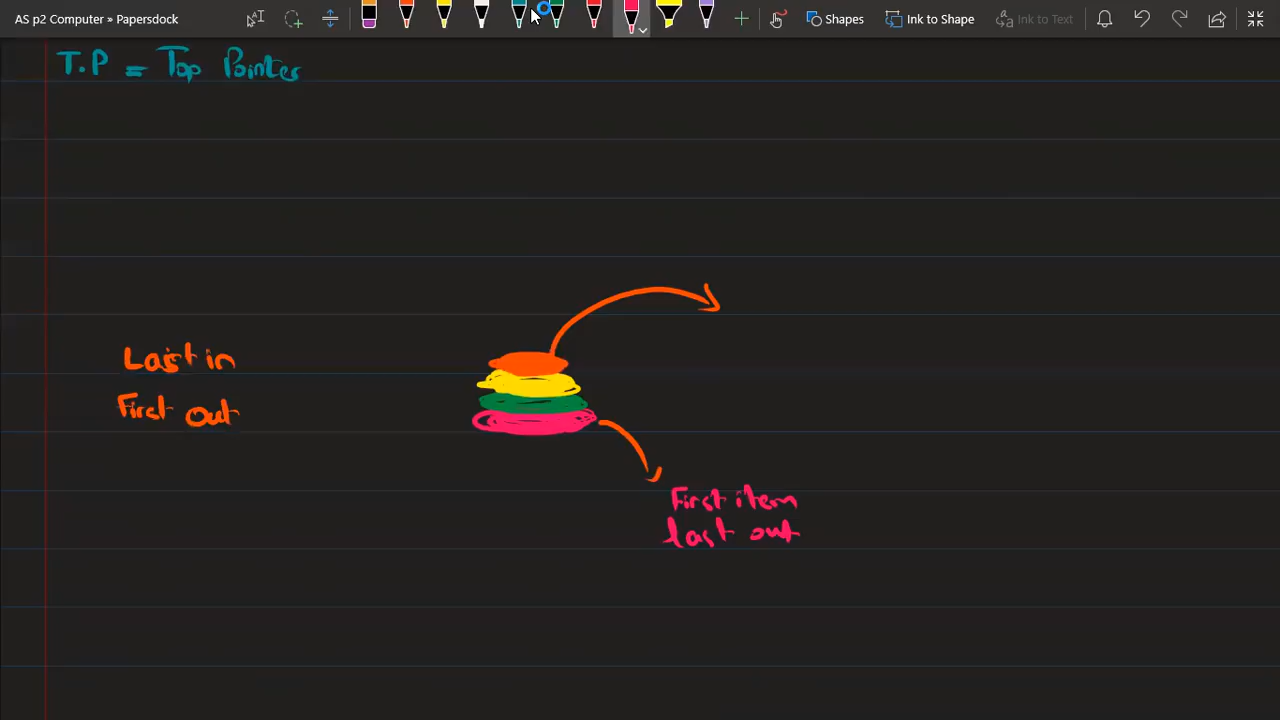 AS p2 Computer » Papersdock
Shapes
Ink to Shape
Ink to Text
T.P = Top Pointer
Last in
First out
First item
last out